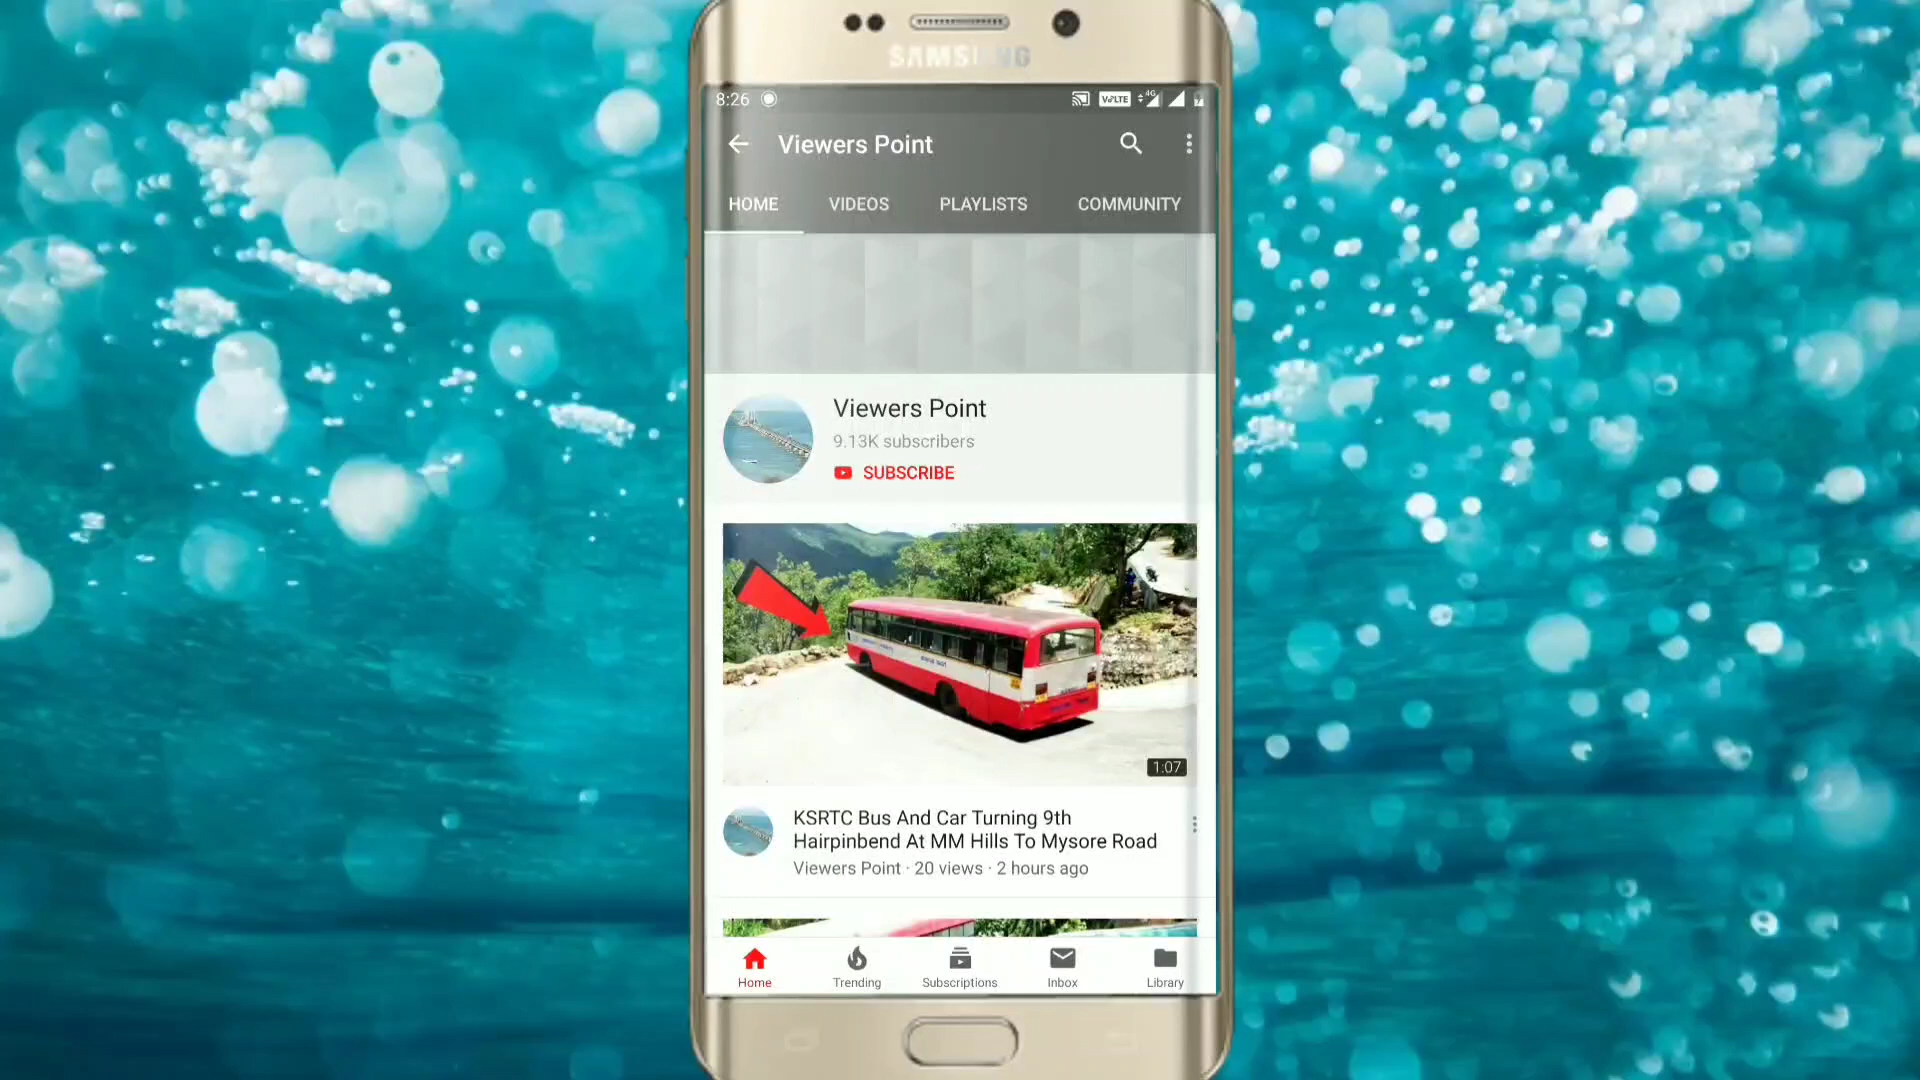 SAMSUNG
8:26
VoLTE
4G
Viewers Point
HOME
VIDEOS
PLAYLISTS
COMMUNITY
Viewers Point
9.13K subscribers
SUBSCRIBE
1:07
KSRTC Bus And Car Turning 9th
Hairpinbend At MM Hills To Mysore Road
Viewers Point · 20 views · 2 hours ago
Home
Trending
Subscriptions
Inbox
Library